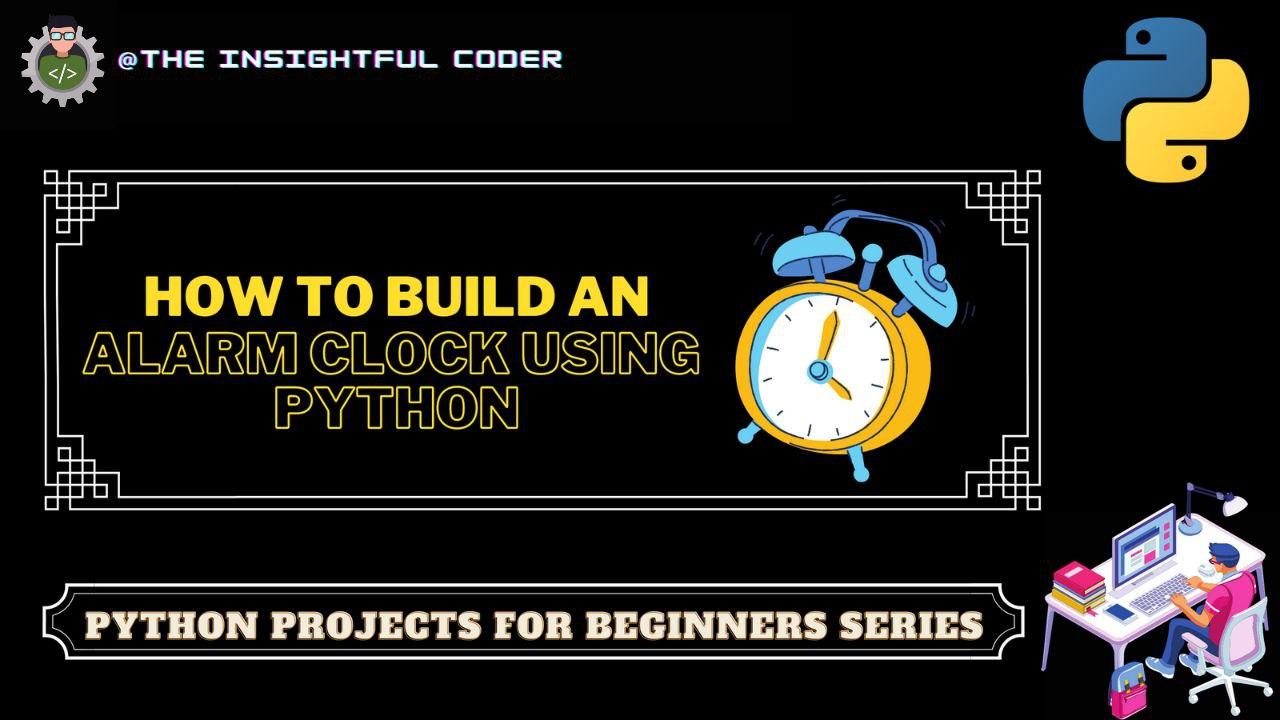 </>
@THE INSIGHTFUL CODER
HOW TO BUILD AN
ALARM CLOCK USING
PYTHON
PYTHON PROJECTS FOR BEGINNERS SERIES